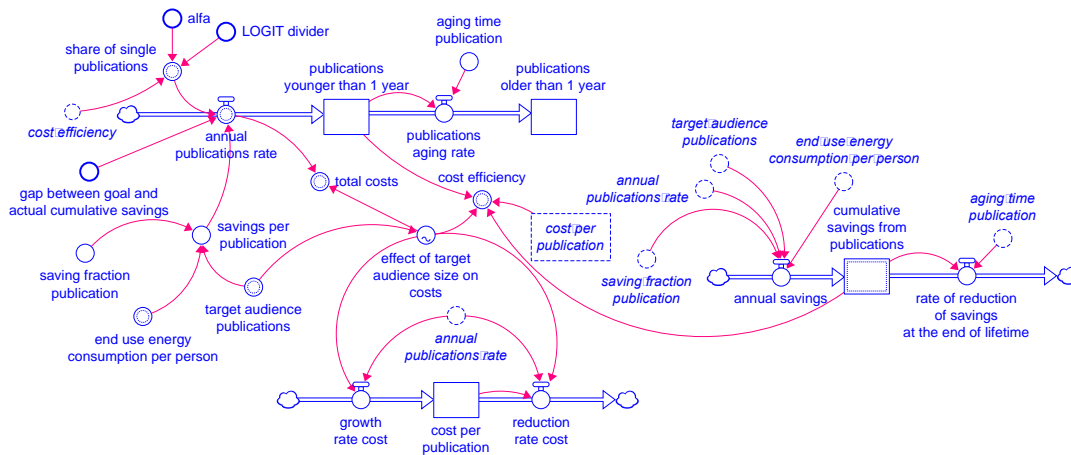 alfa
LOGIT divider
share of single
publications
cost efficiency
annual
publications rate
publications
younger than 1 year
aging time
publication
publications
older than 1 year
publications
aging rate
gap between goal and
actual cumulative savings
total costs
cost efficiency
savings per
publication
saving fraction
publication
target audience
publications
end use energy
consumption per person
effect of target
audience size on
costs
cost per
publication
annual
publications rate
growth
rate cost
cost per
publication
reduction
rate cost
target audience
publications
end use energy
consumption per person
annual
publications rate
saving fraction
publication
annual savings
cumulative
savings from
publications
aging time
publication
rate of reduction
of savings
at the end of lifetime